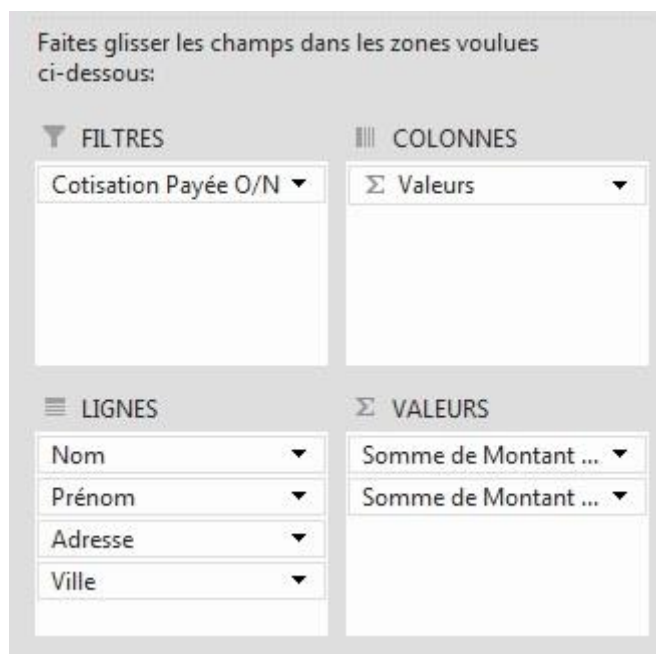 Faites glisser les champs dans les zones voulues
ci-dessous:
FILTRES
COLONNES
Cotisation Payée O/N
Σ Valeurs
LIGNES
Σ VALEURS
Nom
Somme de Montant ...
Prénom
Somme de Montant ...
Adresse
Ville